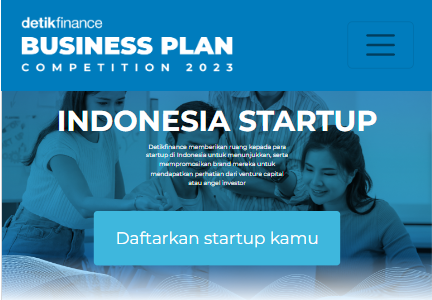 detikfinance
BUSINESS PLAN
COMPETITION 2023
INDONESIA STARTUP
Detikfinance memberikan ruang kepada para
startup di Indonesia untuk menunjukkan, serta
mempromosikan brand mereka untuk
mendapatkan perhatian dari venture capital
atau angel investor
Daftarkan startup kamu